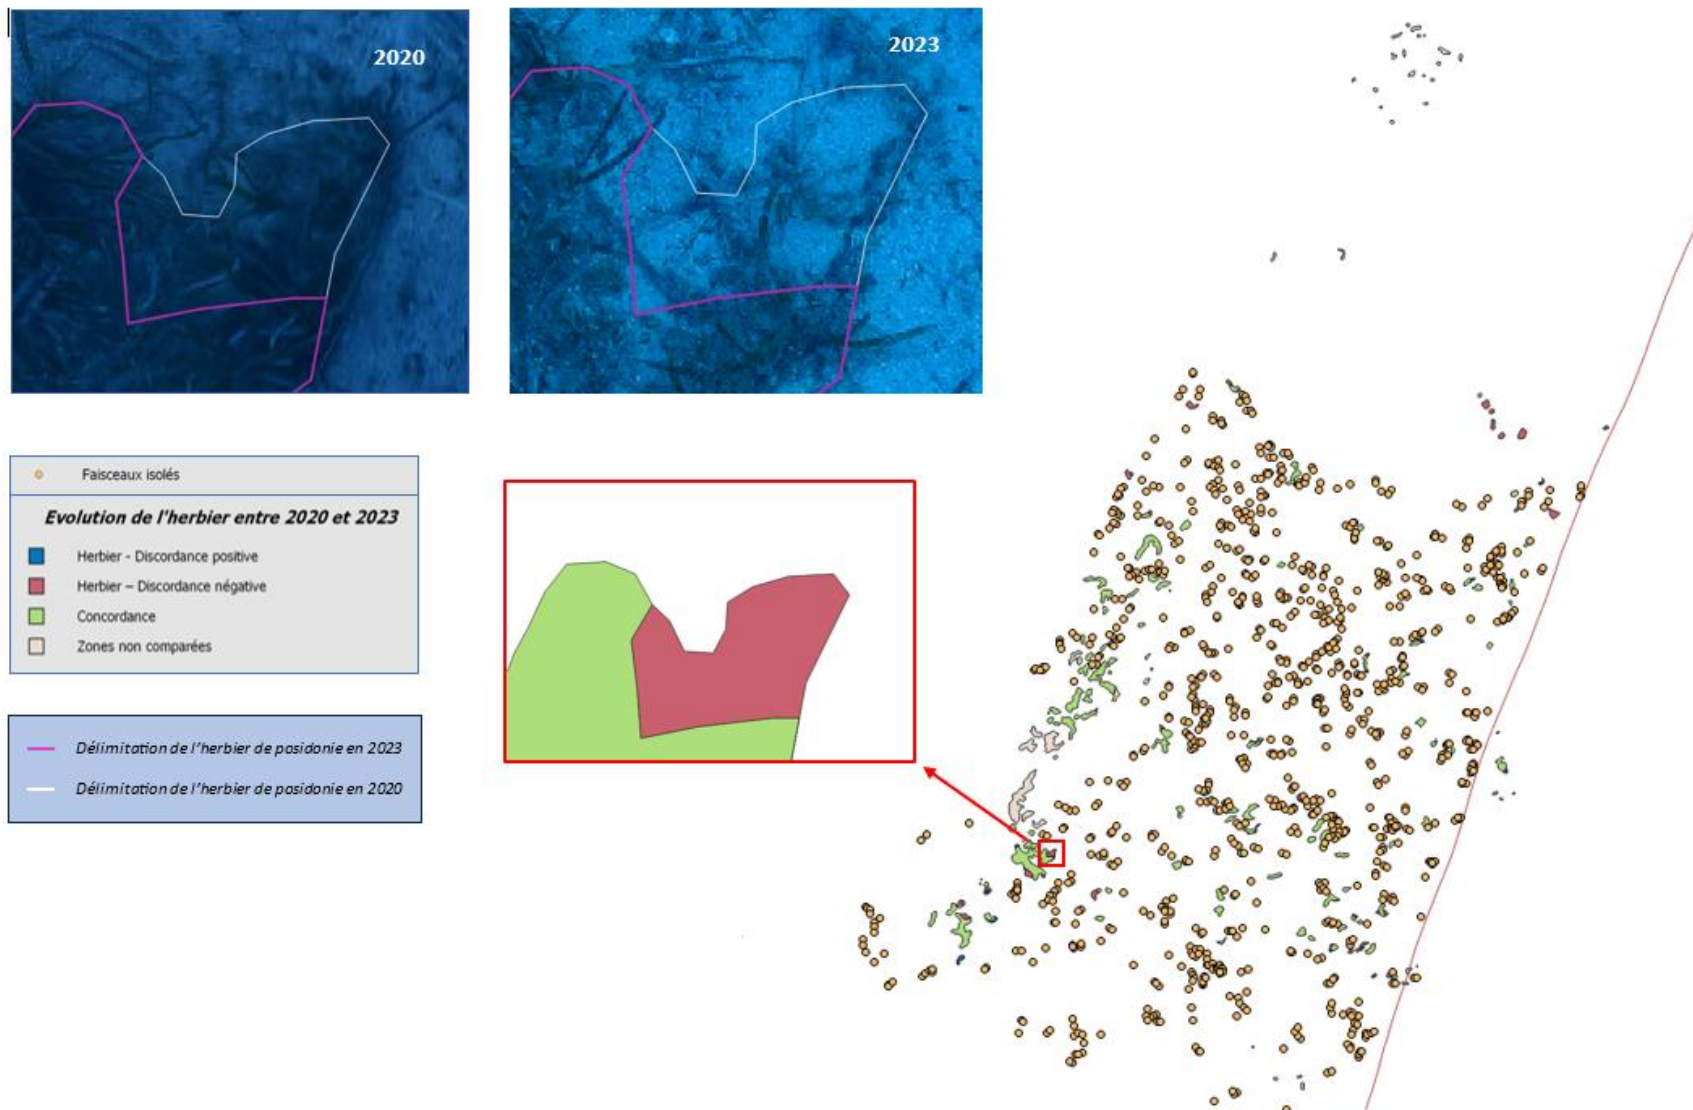 2020
2023
Faisceaux isolés
Evolution de l'herbier entre 2020 et 2023
Herbier - Discordance positive
Herbier – Discordance négative
Concordance
Zones non comparées
Délimitation de l'herbier de posidonie en 2023
Délimitation de l'herbier de posidonie en 2020